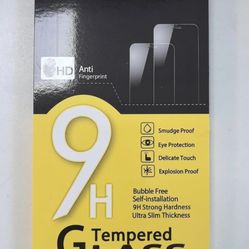 HD
Anti
Fingerprint
9H
Smudge Proof
Eye Protection
Delicate Touch
Explosion Proof
Bubble Free
Self-installation
9H Strong Hardness
Ultra Slim Thickness
Tempered
GLASS